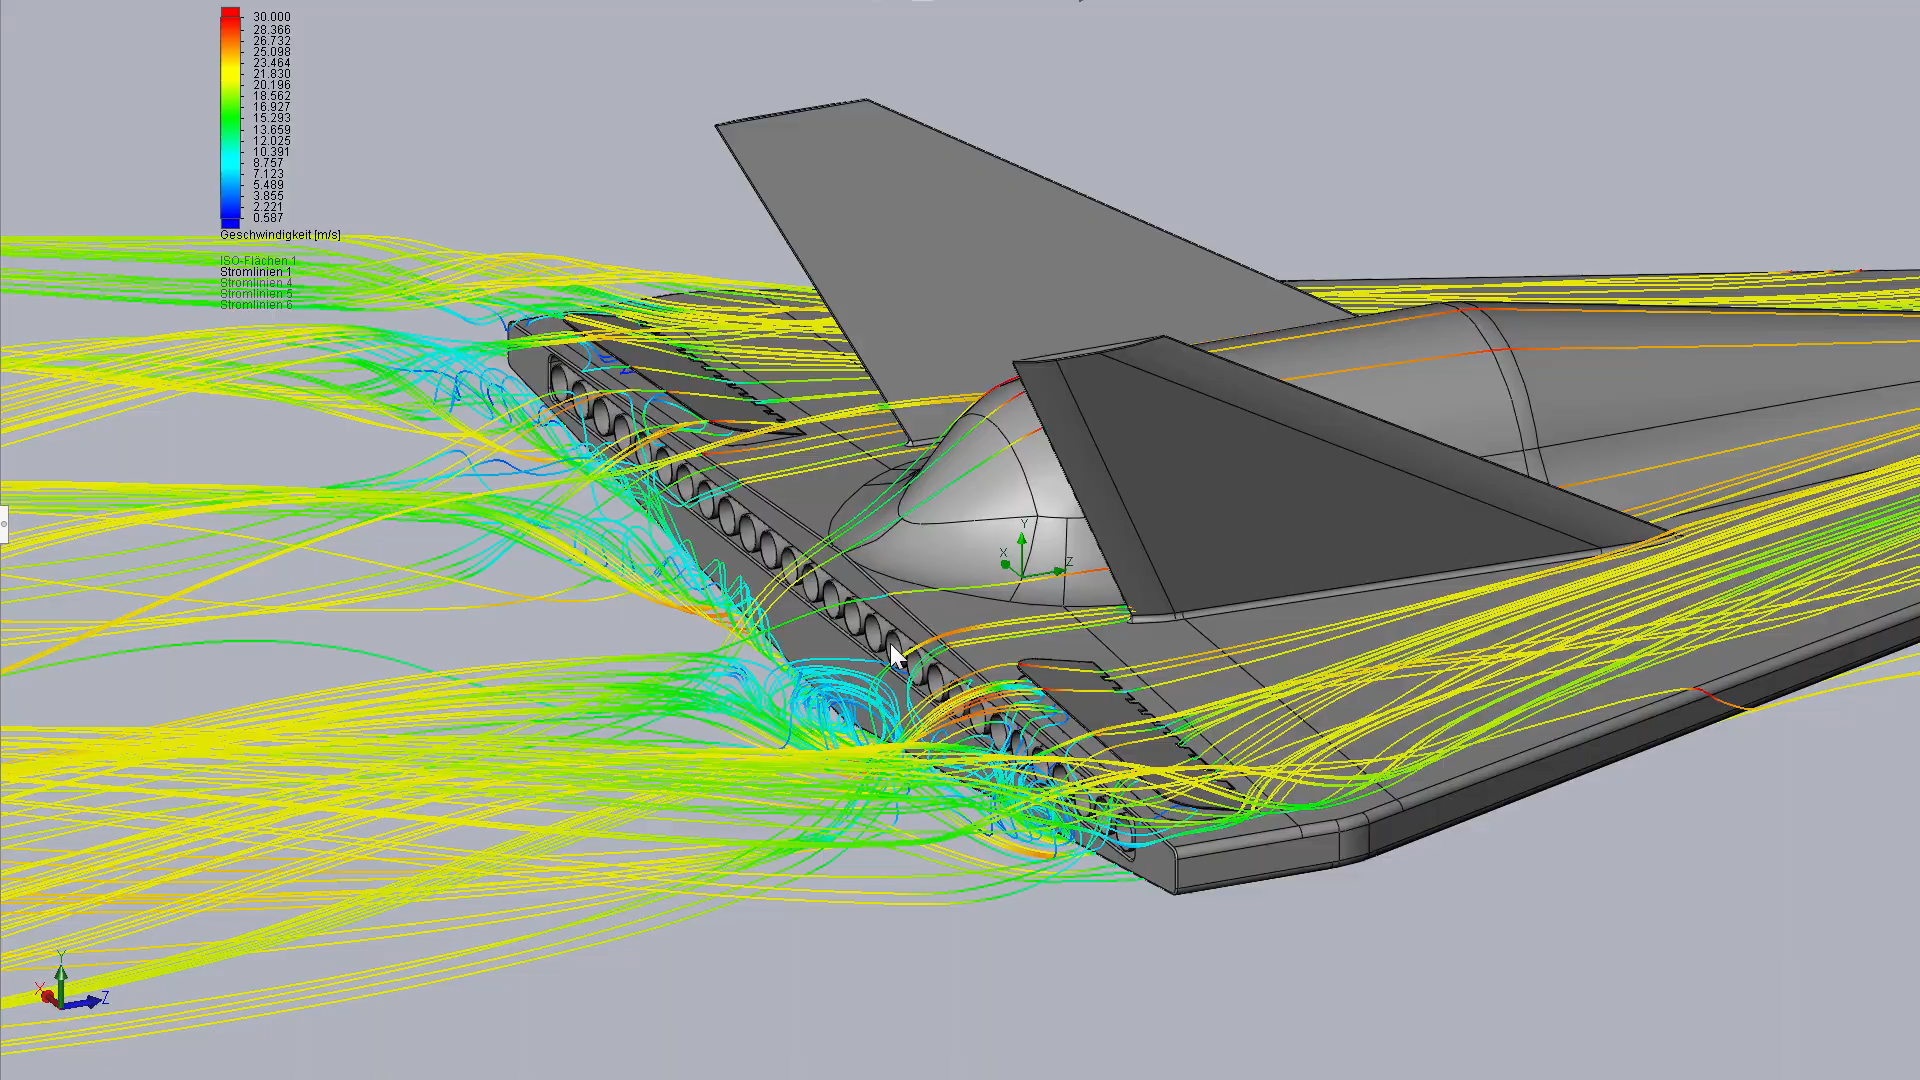 30.000
28.366
26.732
25.098
23.464
21.830
20.196
18.562
16.927
15.293
13.659
12.025
10.391
8.757
7.123
5.489
3.855
2.221
0.587
Geschwindigkeit [m/s]
ISO-Flächen 1
Stromlinien 1
Stromlinien 4
Stromlinien 5
Stromlinien 6
Y
X
Z
Y
X
Z